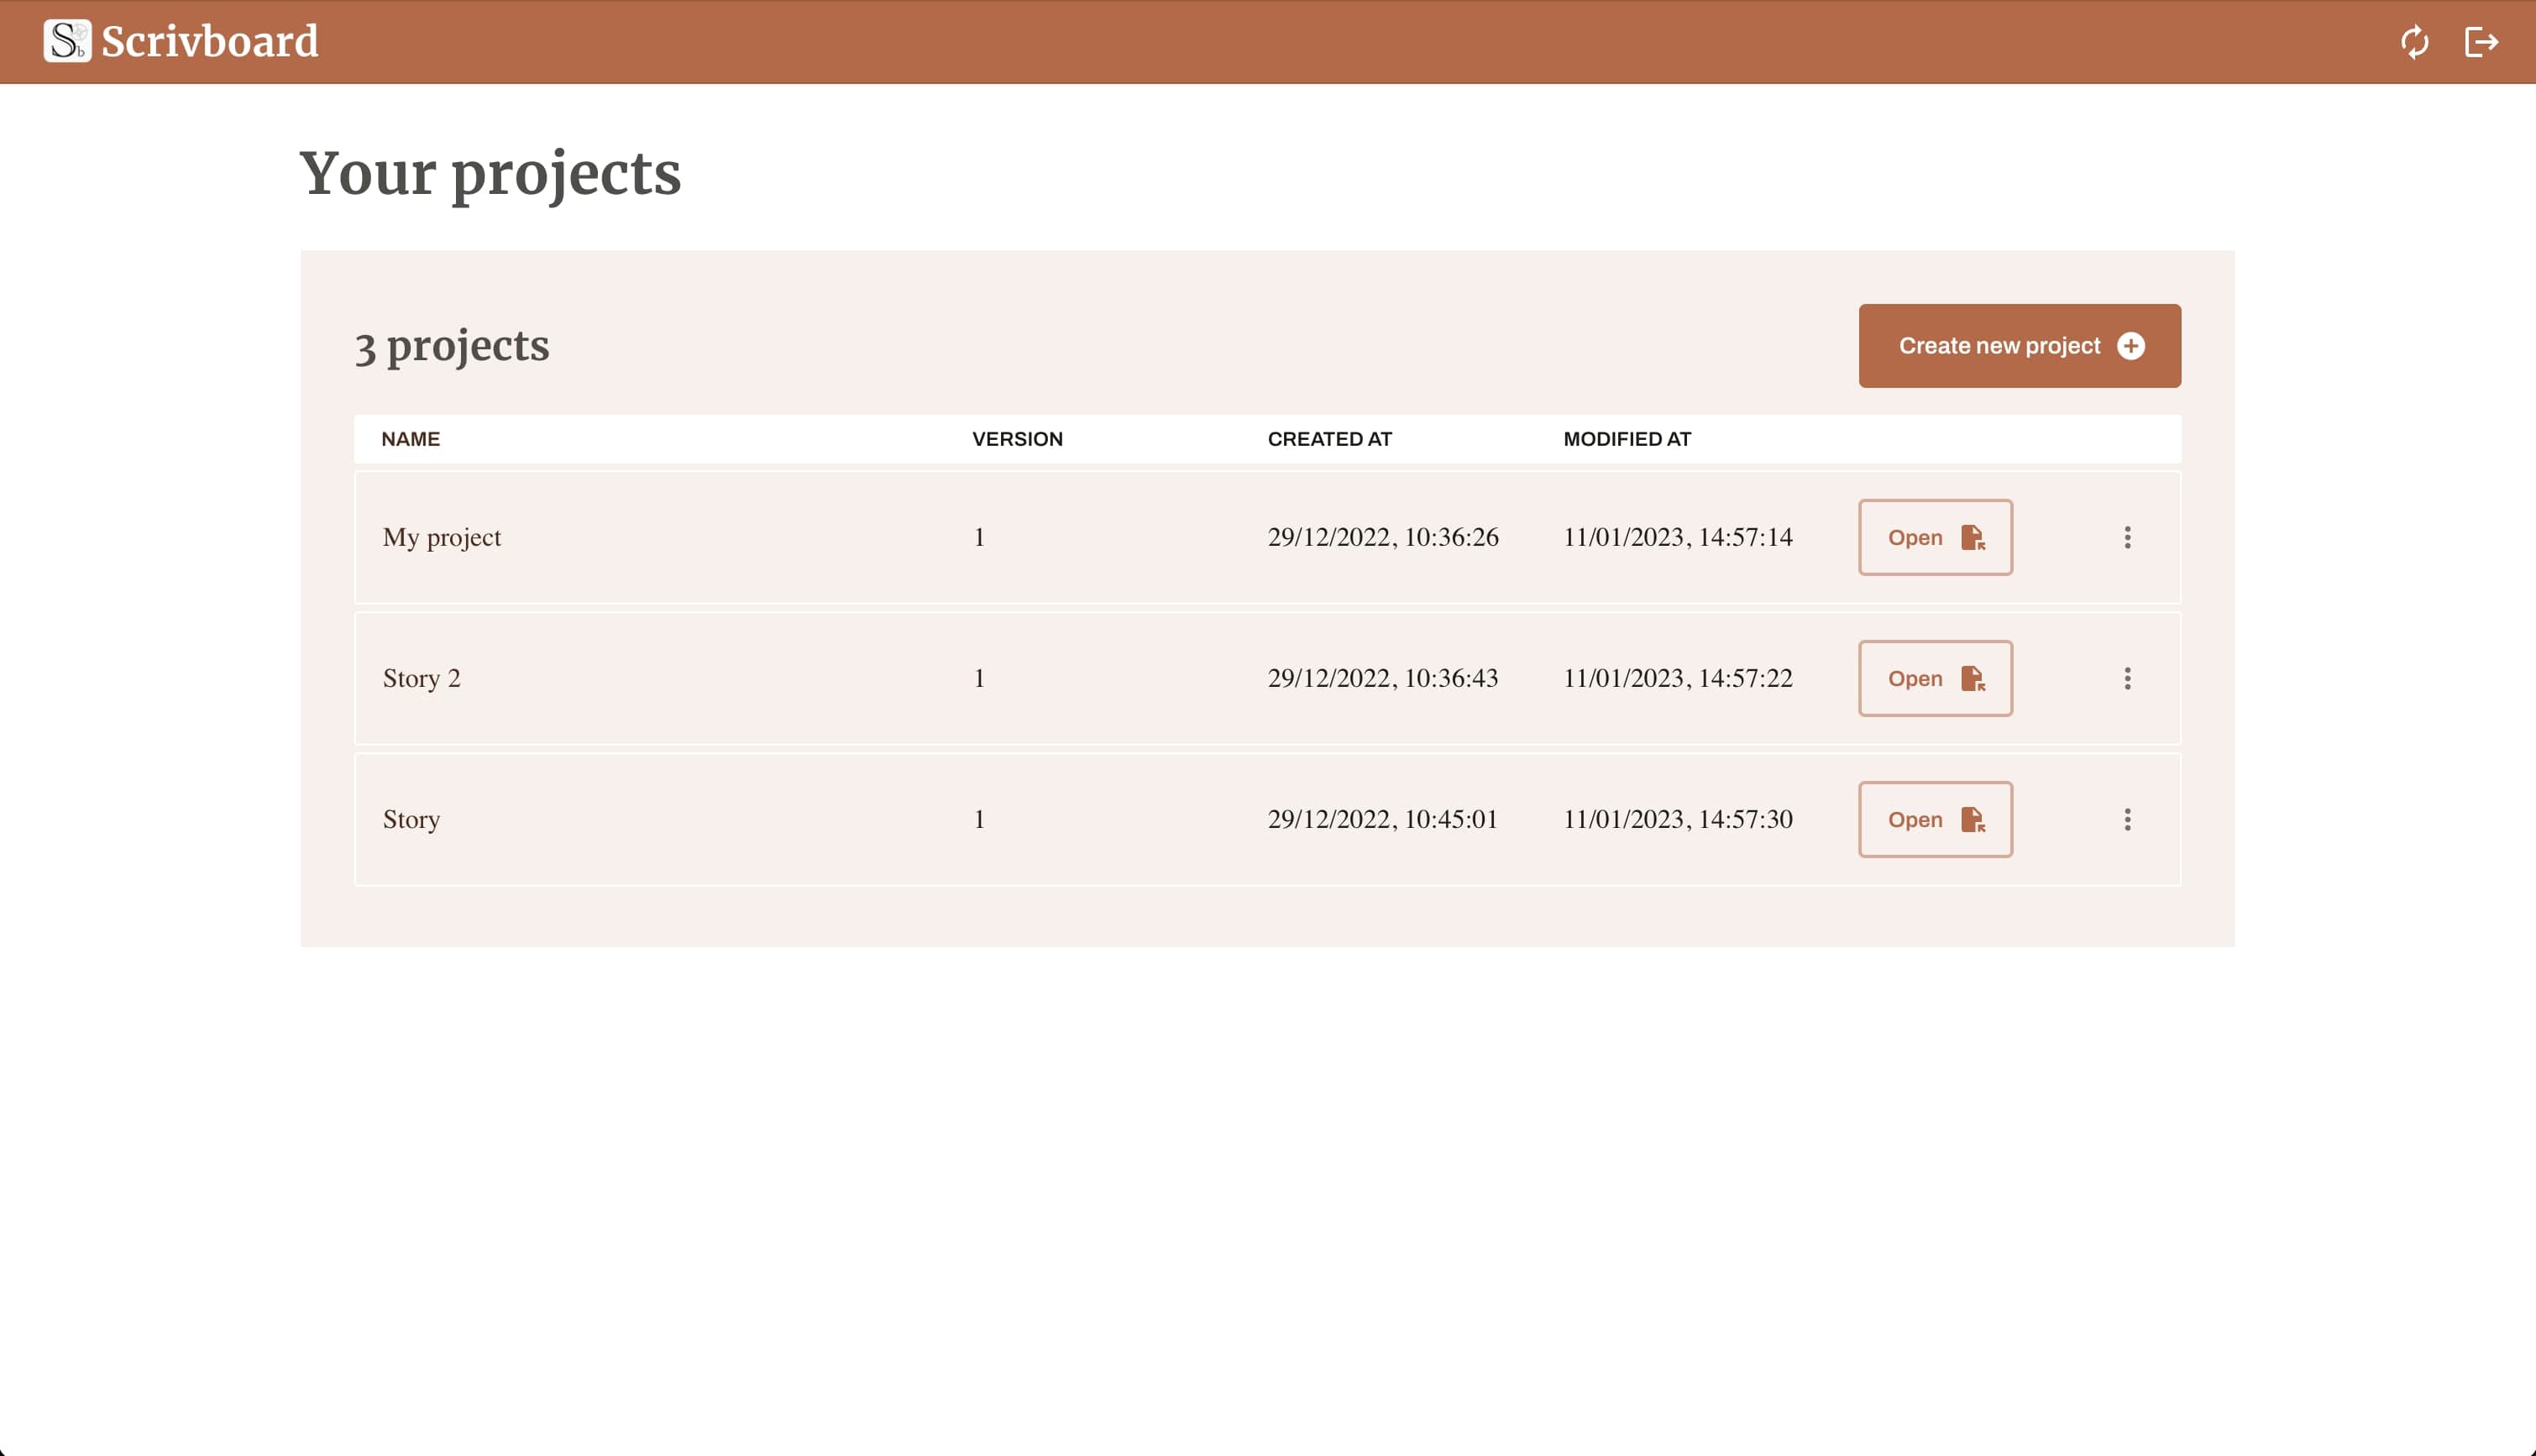 Sb Scrivboard
Your projects
3 projects
Create new project
NAME VERSION CREATED AT MODIFIED AT
My project 1 29/12/2022, 10:36:26 11/01/2023, 14:57:14 Open
Story 2 1 29/12/2022, 10:36:43 11/01/2023, 14:57:22 Open
Story 1 29/12/2022, 10:45:01 11/01/2023, 14:57:30 Open